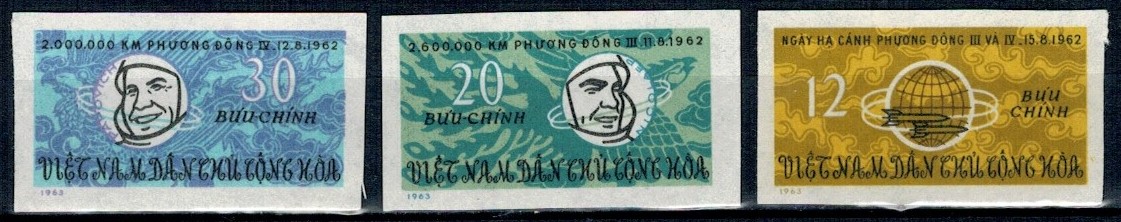 2.000.000 KM PHƯƠNG ĐÔNG IV.12.8.1962
30
BƯU-CHÍNH
VIỆT NAM DÂN CHỦ CỘNG HÒA
1963
2.600.000 KM PHƯƠNG ĐÔNG III.11.8.1962
20
BƯU-CHÍNH
VIỆT NAM DÂN CHỦ CỘNG HÒA
1963
NGÀY HẠ CÁNH PHƯƠNG ĐÔNG III VÀ IV.15.8.1962
12
BƯU
CHÍNH
VIỆT NAM DÂN CHỦ CỘNG HÒA
1963